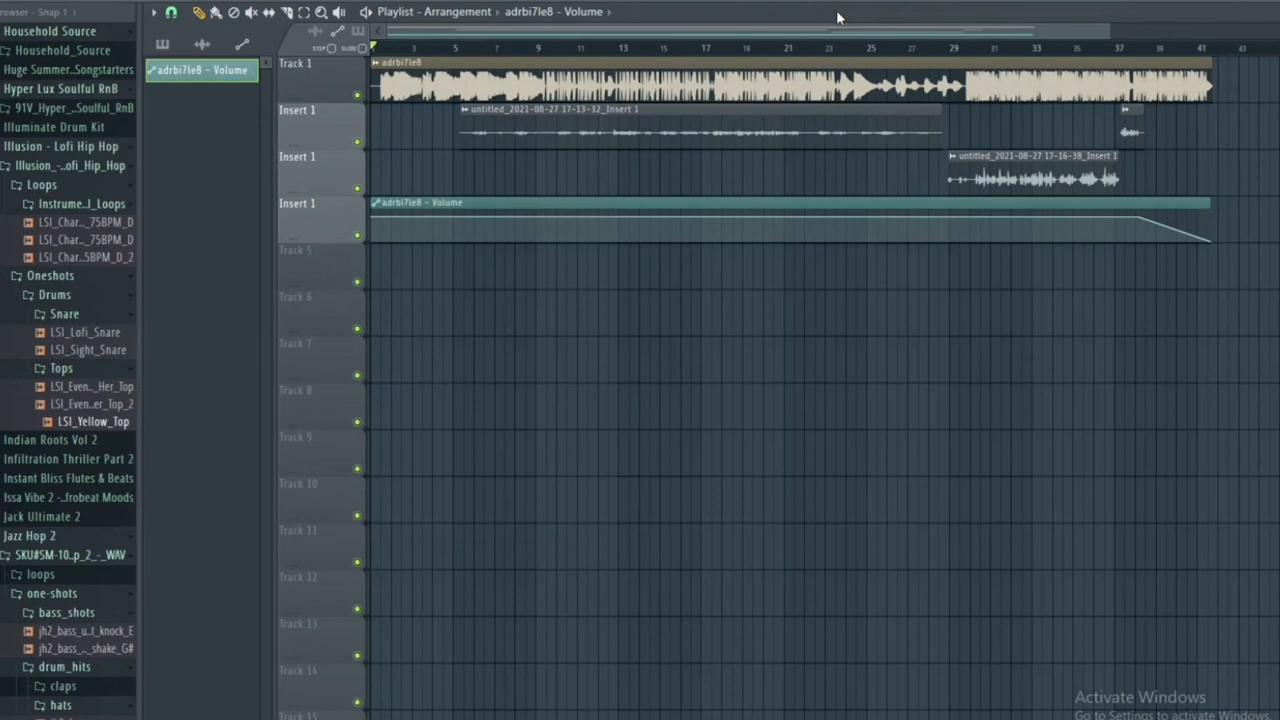 rowser - Snap 1
Playlist - Arrangement › adrbi7le8 - Volume ›
STEP SLIDE
3 5 7 9 11 13 15 17 19 21 23 25 27 29 31 33 35 37 39 41 43
Household Source
Household_Source
Huge Summer...Songstarters
Hyper Lux Soulful RnB
91V_Hyper_..Soulful_RnB
Illuminate Drum Kit
Illusion - Lofi Hip Hop
Illusion_-..ofi_Hip_Hop
Loops
Instrume..l_Loops
LSI_Char.._75BPM_D
LSI_Char.._75BPM_D
LSI_Char..5BPM_D_2
Oneshots
Drums
Snare
LSI_Lofi_Snare
LSI_Sight_Snare
Tops
LSI_Even.._Her_Top
LSI_Even..er_Top_2
LSI_Yellow_Top
Indian Roots Vol 2
Infiltration Thriller Part 2
Instant Bliss Flutes & Beats
Issa Vibe 2 -..frobeat Moods
Jack Ultimate 2
Jazz Hop 2
SKU#SM-10..p_2_-_WAV
loops
one-shots
bass_shots
jh2_bass_u..t_knock_E
jh2_bass_.._shake_G#
drum_hits
claps
hats
adrbi7le8 - Volume
Track 1
adrbi7le8
Insert 1
untitled_2021-08-27 17-13-32_Insert 1
Insert 1
untitled_2021-08-27 17-16-38_Insert 1
Insert 1
adrbi7le8 - Volume
Track 5
Track 6
Track 7
Track 8
Track 9
Track 10
Track 11
Track 12
Track 13
Track 14
Track 15
Activate Windows
Go to Settings to activate Windows.